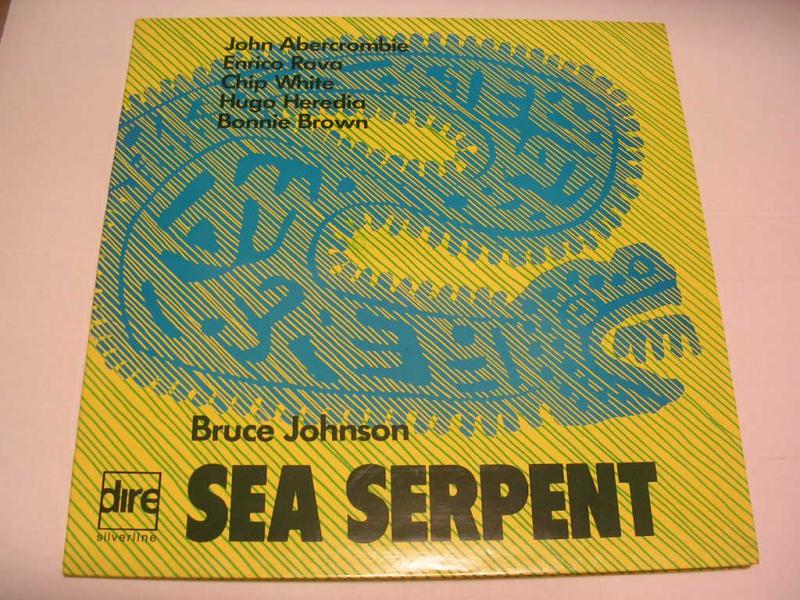 John Abercrombie
Enrico Rava
Chip White
Hugo Heredia
Bonnie Brown
Bruce Johnson
SEA SERPENT
dire
silverline